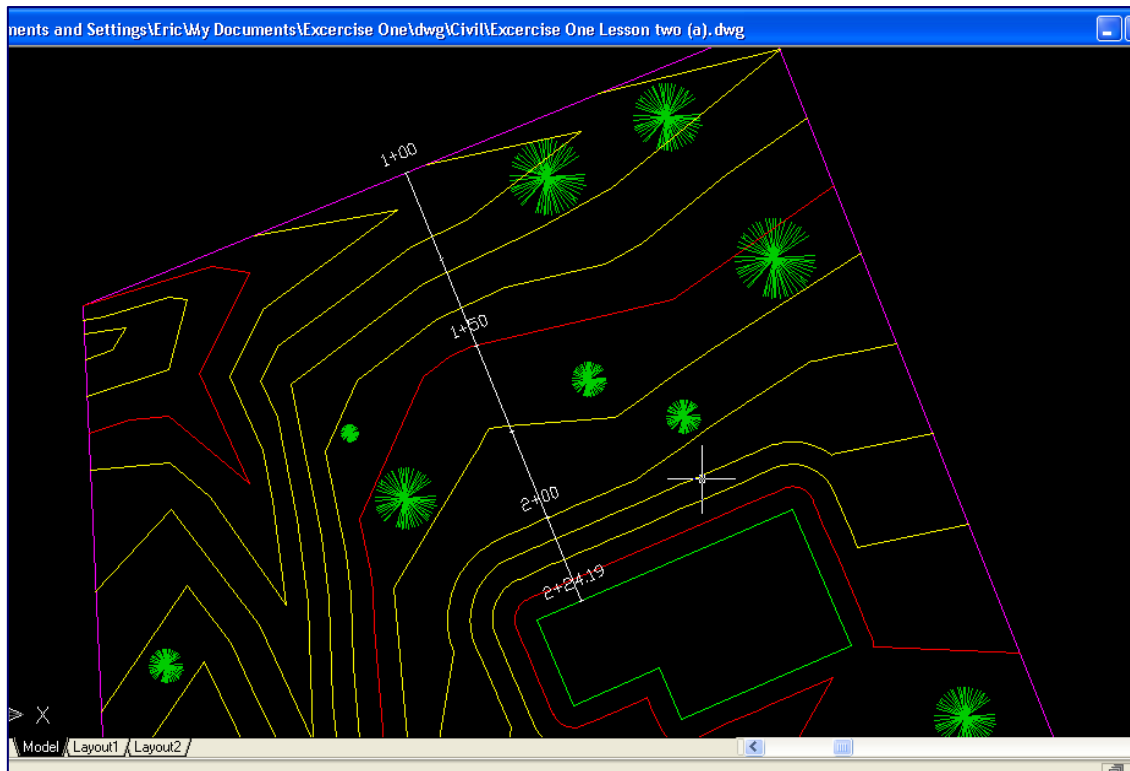 ments and Settings\Eric\My Documents\Excercise One\dwg\Civil\Excercise One Lesson two (a).dwg
1+00
1+50
2+00
2+24.19
X
Model Layout1 Layout2